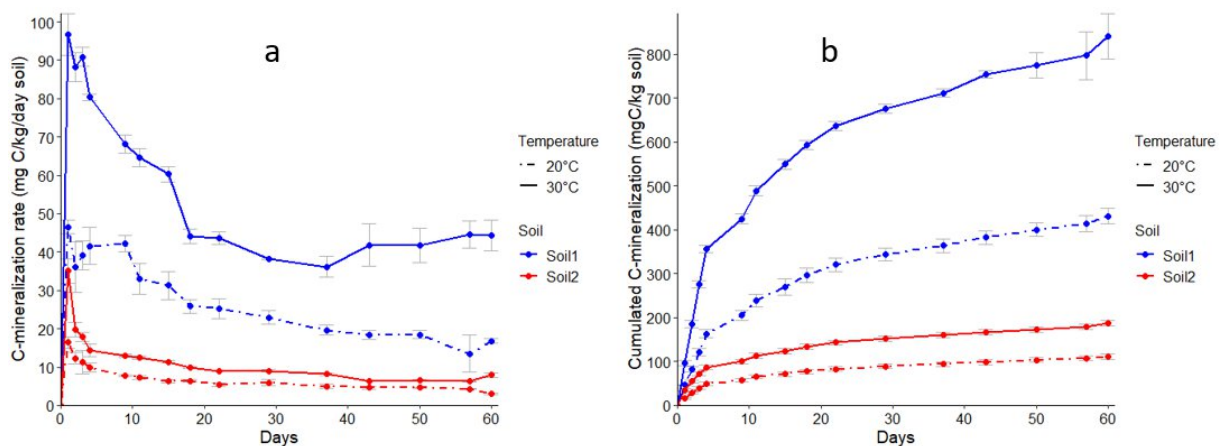 a
C-mineralization rate (mg C/kg/day soil)
100
90
80
70
60
50
40
30
20
10
0
0 10 20 30 40 50 60
Days
Temperature
20°C
30°C
Soil
Soil1
Soil2
b
Cumulated C-mineralization (mgC/kg soil)
800
700
600
500
400
300
200
100
0
0 10 20 30 40 50 60
Days
Temperature
20°C
30°C
Soil
Soil1
Soil2